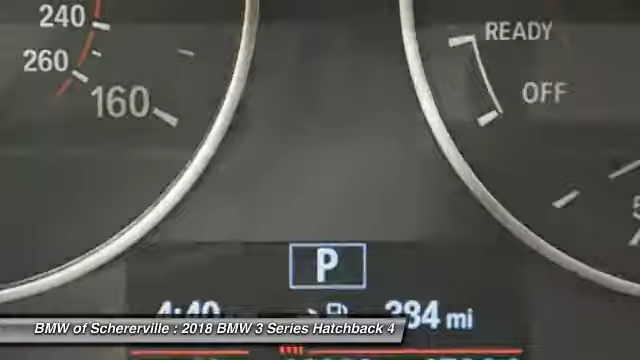 240
READY
260
160
OFF
P
4:40
384 mi
BMW of Schererville : 2018 BMW 3 Series Hatchback 4